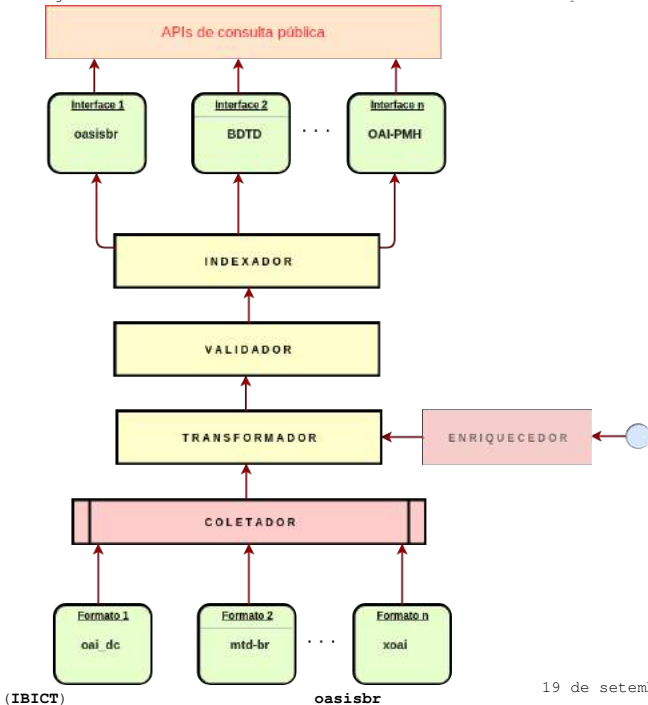 APIs de consulta pública
Interface 1
oasisbr
Interface 2
BDTD
. . .
Interface n
OAI-PMH
INDEXADOR
VALIDADOR
TRANSFORMADOR
ENRIQUECEDOR
COLETADOR
Formato 1
oai_dc
Formato 2
mtd-br
. . .
Formato n
xoai
(IBICT)
oasisbr
19 de setem